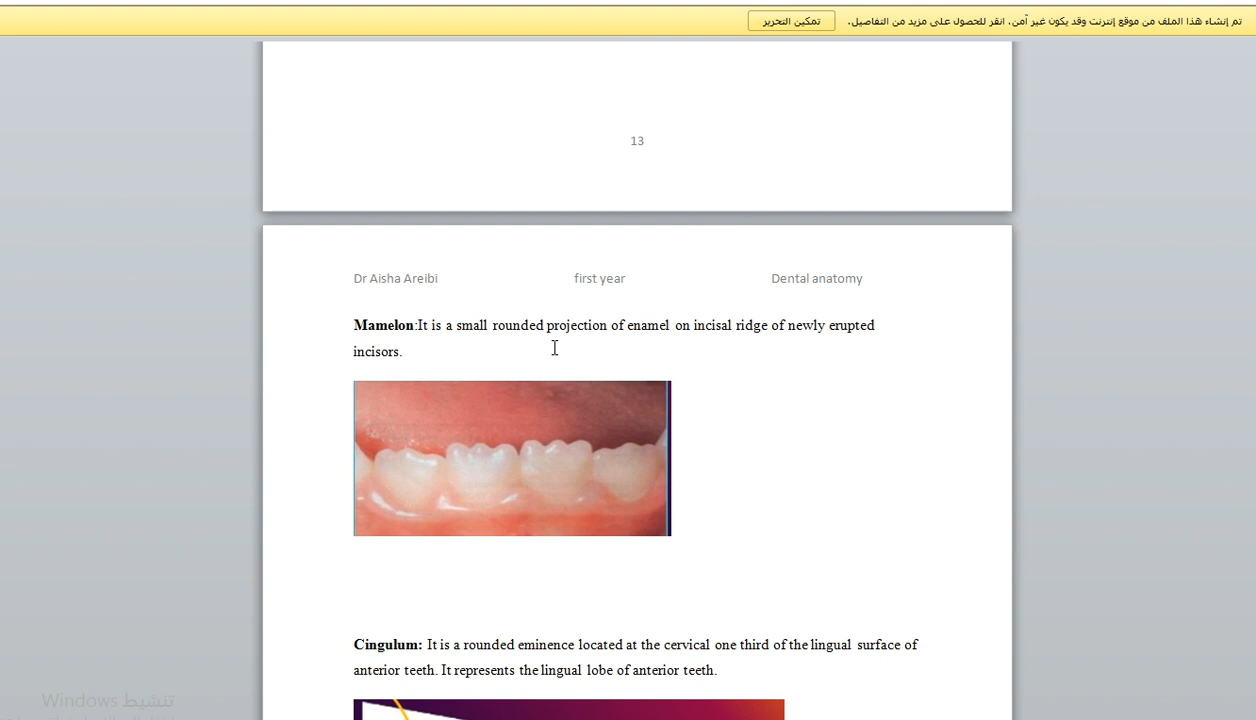 تم إنشاء هذا الملف من موقع إنترنت وقد يكون غير آمن. انقر للحصول على مزيد من التفاصيل. تمكين التحرير
13
Dr Aisha Areibi first year Dental anatomy
Mamelon:It is a small rounded projection of enamel on incisal ridge of newly erupted
incisors.
Cingulum: It is a rounded eminence located at the cervical one third of the lingual surface of
anterior teeth. It represents the lingual lobe of anterior teeth.
تنشيط Windows